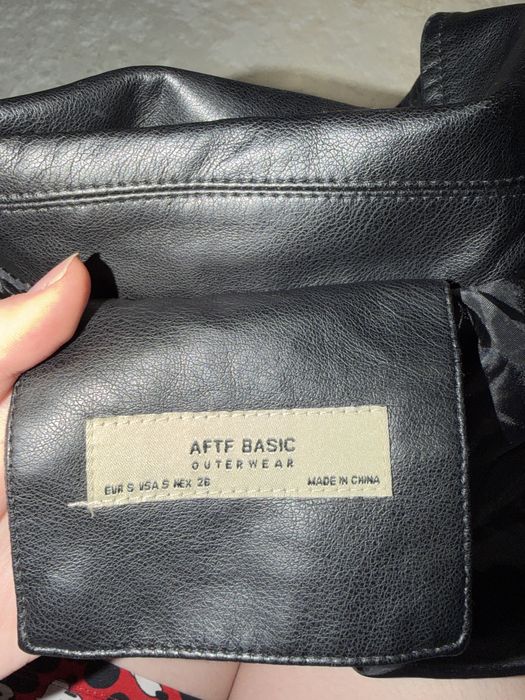 AFTF BASIC
OUTERWEAR
EUR S USA S MEX 26 MADE IN CHINA